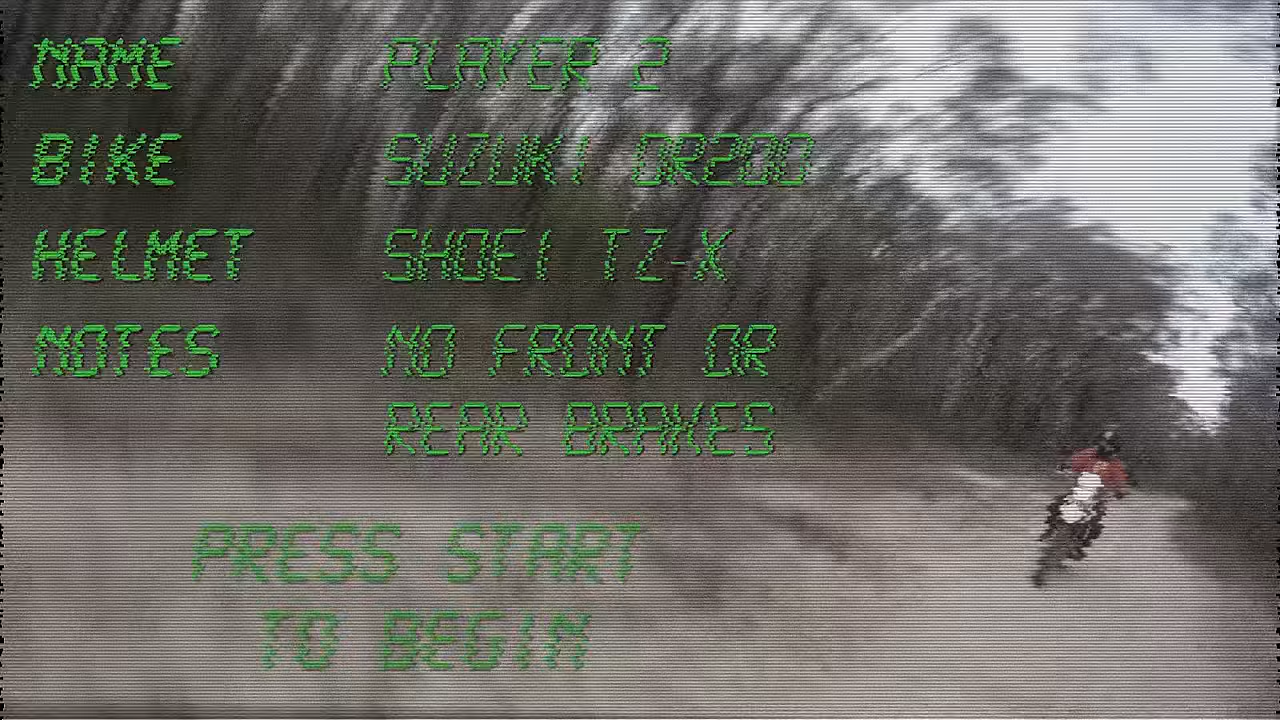 NAME PLAYER 2
BIKE SUZUKI DR200
HELMET SHOEI TZ-X
NOTES NO FRONT OR
REAR BRAKES
PRESS START
TO BEGIN